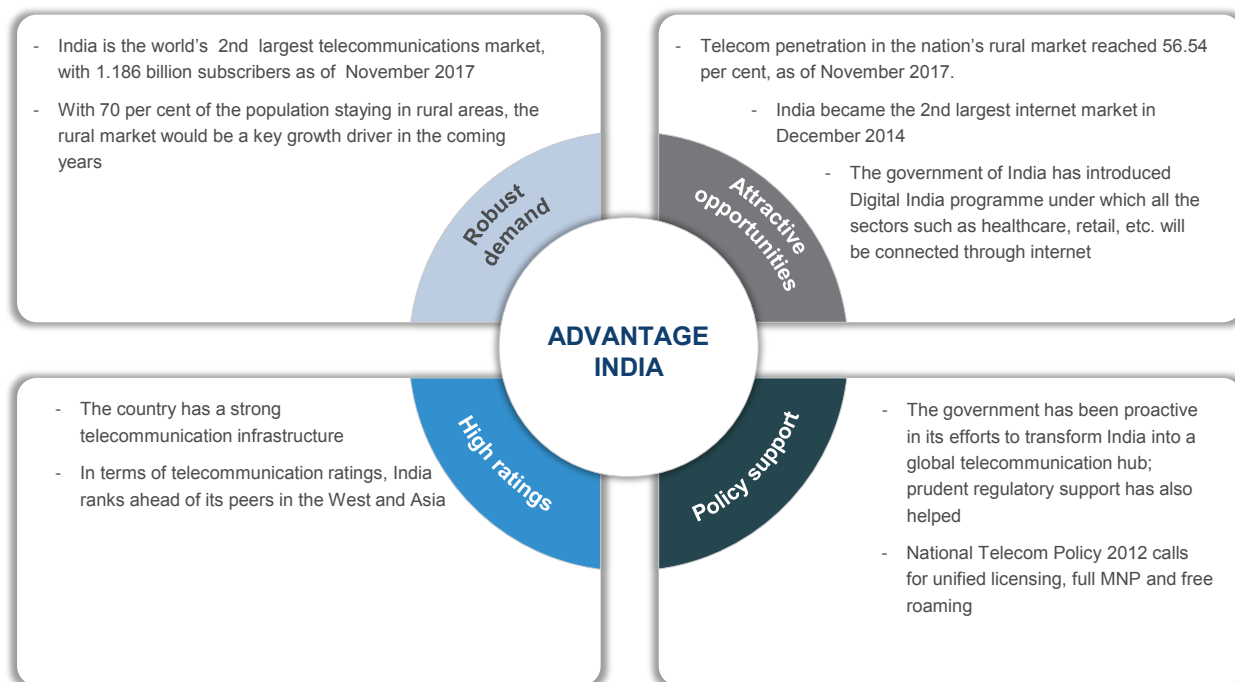 - India is the world's 2nd largest telecommunications market,
with 1.186 billion subscribers as of November 2017
- With 70 per cent of the population staying in rural areas, the
rural market would be a key growth driver in the coming
years
Robust
demand
- Telecom penetration in the nation's rural market reached 56.54
per cent, as of November 2017.
- India became the 2nd largest internet market in
December 2014
- The government of India has introduced
Digital India programme under which all the
sectors such as healthcare, retail, etc. will
be connected through internet
Attractive
opportunities
ADVANTAGE
INDIA
- The country has a strong
telecommunication infrastructure
- In terms of telecommunication ratings, India
ranks ahead of its peers in the West and Asia
High ratings
Policy support
- The government has been proactive
in its efforts to transform India into a
global telecommunication hub;
prudent regulatory support has also
helped
- National Telecom Policy 2012 calls
for unified licensing, full MNP and free
roaming